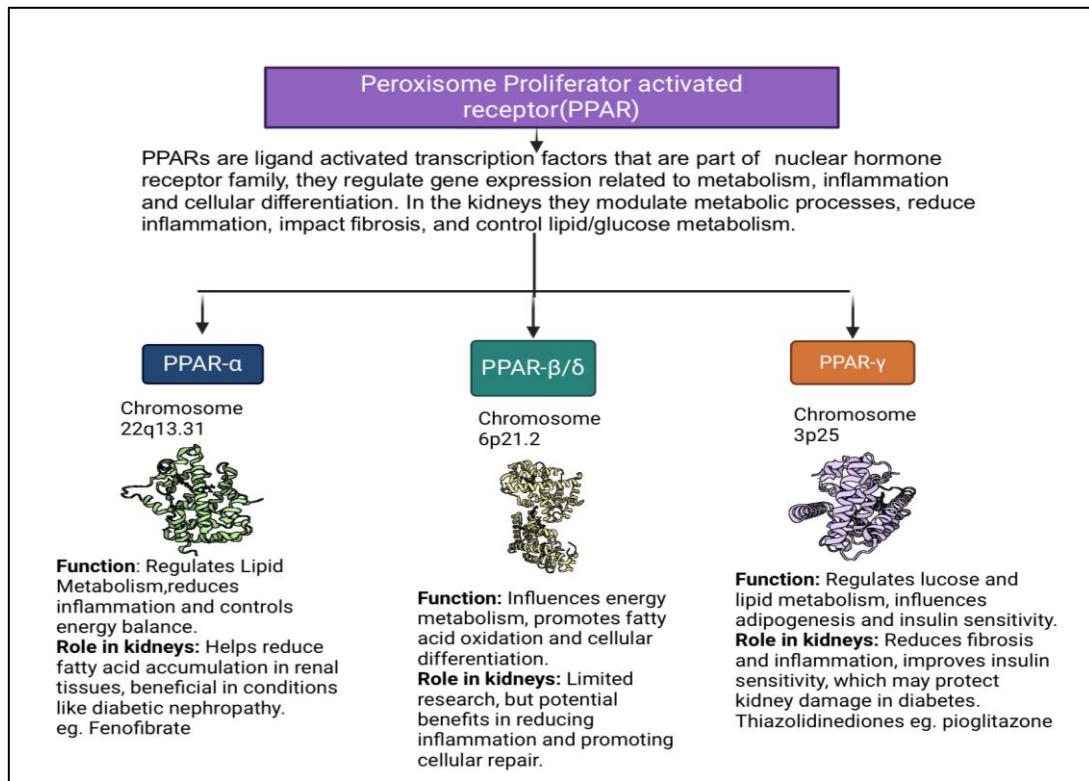 Peroxisome Proliferator activated
receptor(PPAR)
PPARs are ligand activated transcription factors that are part of nuclear hormone
receptor family, they regulate gene expression related to metabolism, inflammation
and cellular differentiation. In the kidneys they modulate metabolic processes, reduce
inflammation, impact fibrosis, and control lipid/glucose metabolism.
PPAR-α
Chromosome
22q13.31
Function: Regulates Lipid
Metabolism,reduces
inflammation and controls
energy balance.
Role in kidneys: Helps reduce
fatty acid accumulation in renal
tissues, beneficial in conditions
like diabetic nephropathy.
eg. Fenofibrate
PPAR-β/δ
Chromosome
6p21.2
Function: Influences energy
metabolism, promotes fatty
acid oxidation and cellular
differentiation.
Role in kidneys: Limited
research, but potential
benefits in reducing
inflammation and promoting
cellular repair.
PPAR-γ
Chromosome
3p25
Function: Regulates lucose and
lipid metabolism, influences
adipogenesis and insulin sensitivity.
Role in kidneys: Reduces fibrosis
and inflammation, improves insulin
sensitivity, which may protect
kidney damage in diabetes.
Thiazolidinediones eg. pioglitazone